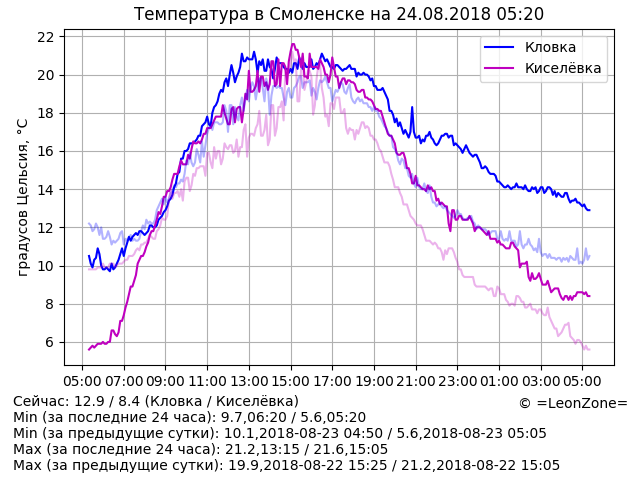 Температура в Смоленске на 24.08.2018 05:20
градусов Цельсия, °C
22
20
18
16
14
12
10
8
6
Кловка
Киселёвка
05:00 07:00 09:00 11:00 13:00 15:00 17:00 19:00 21:00 23:00 01:00 03:00 05:00
Сейчас: 12.9 / 8.4 (Кловка / Киселёвка)
© =LeonZone=
Min (за последние 24 часа): 9.7,06:20 / 5.6,05:20
Min (за предыдущие сутки): 10.1,2018-08-23 04:50 / 5.6,2018-08-23 05:05
Max (за последние 24 часа): 21.2,13:15 / 21.6,15:05
Max (за предыдущие сутки): 19.9,2018-08-22 15:25 / 21.2,2018-08-22 15:05